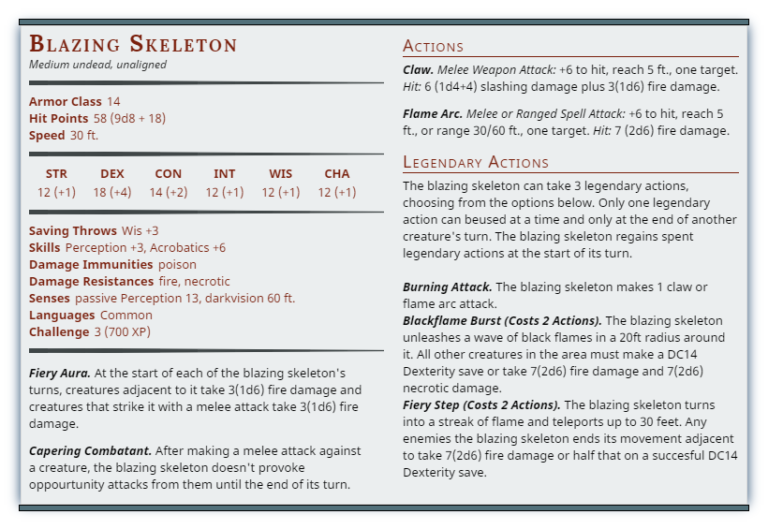 Blazing Skeleton
Medium undead, unaligned
Armor Class 14
Hit Points 58 (9d8 + 18)
Speed 30 ft.
STR DEX CON INT WIS CHA
12 (+1) 18 (+4) 14 (+2) 12 (+1) 12 (+1) 12 (+1)
Saving Throws Wis +3
Skills Perception +3, Acrobatics +6
Damage Immunities poison
Damage Resistances fire, necrotic
Senses passive Perception 13, darkvision 60 ft.
Languages Common
Challenge 3 (700 XP)
Fiery Aura. At the start of each of the blazing skeleton's
turns, creatures adjacent to it take 3(1d6) fire damage and
creatures that strike it with a melee attack take 3(1d6) fire
damage.
Capering Combatant. After making a melee attack against
a creature, the blazing skeleton doesn't provoke
oppourtunity attacks from them until the end of its turn.
Actions
Claw. Melee Weapon Attack: +6 to hit, reach 5 ft., one target.
Hit: 6 (1d4+4) slashing damage plus 3(1d6) fire damage.
Flame Arc. Melee or Ranged Spell Attack: +6 to hit, reach 5
ft., or range 30/60 ft., one target. Hit: 7 (2d6) fire damage.
Legendary Actions
The blazing skeleton can take 3 legendary actions,
choosing from the options below. Only one legendary
action can beused at a time and only at the end of another
creature's turn. The blazing skeleton regains spent
legendary actions at the start of its turn.
Burning Attack. The blazing skeleton makes 1 claw or
flame arc attack.
Blackflame Burst (Costs 2 Actions). The blazing skeleton
unleashes a wave of black flames in a 20ft radius around
it. All other creatures in the area must make a DC14
Dexterity save or take 7(2d6) fire damage and 7(2d6)
necrotic damage.
Fiery Step (Costs 2 Actions). The blazing skeleton turns
into a streak of flame and teleports up to 30 feet. Any
enemies the blazing skeleton ends its movement adjacent
to take 7(2d6) fire damage or half that on a succesful DC14
Dexterity save.